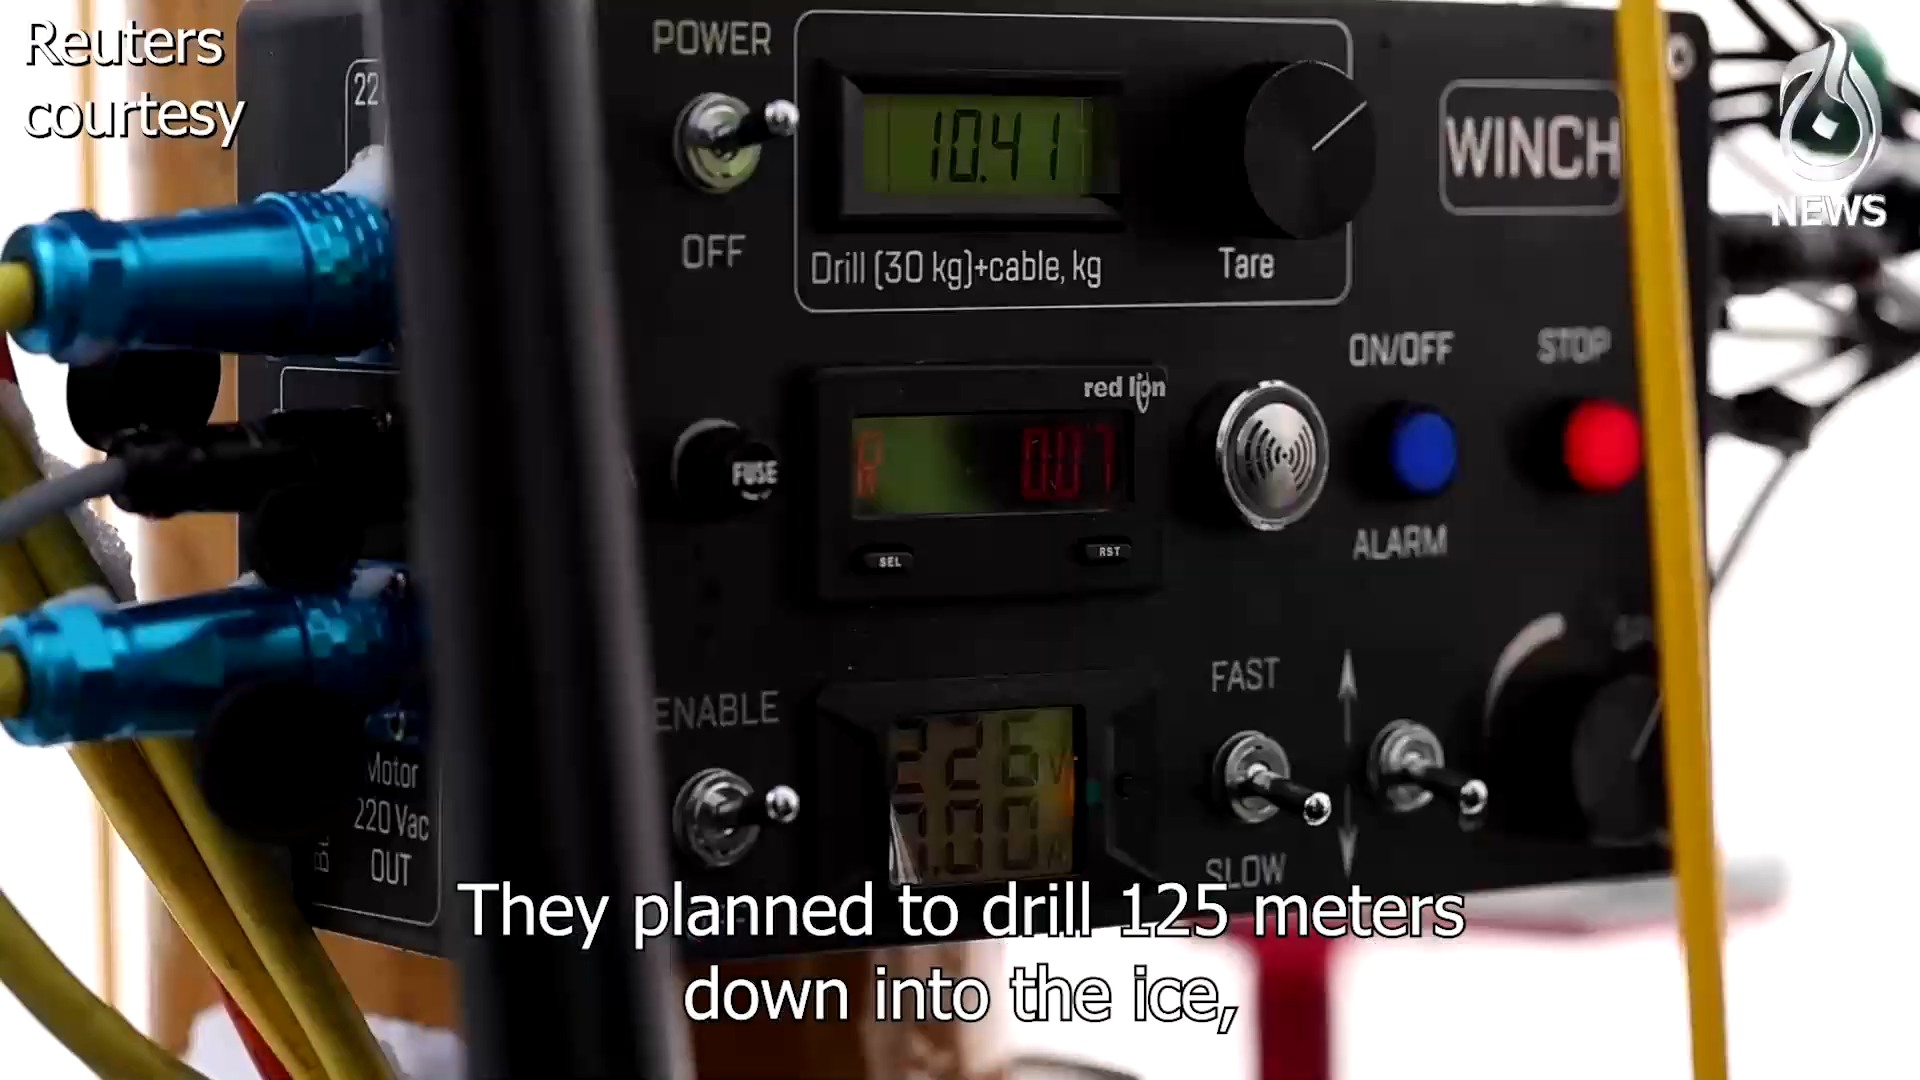 Reuters
courtesy
NEWS
POWER
OFF
22
10.41
Drill (30 kg)+cable, kg
Tare
WINCH
red lion
R 0.07
SEL
RST
FUSE
ON/OFF
STOP
ALARM
ENABLE
226 V
.00 A
FAST
SLOW
Motor
220 Vac
OUT
They planned to drill 125 meters
down into the ice,